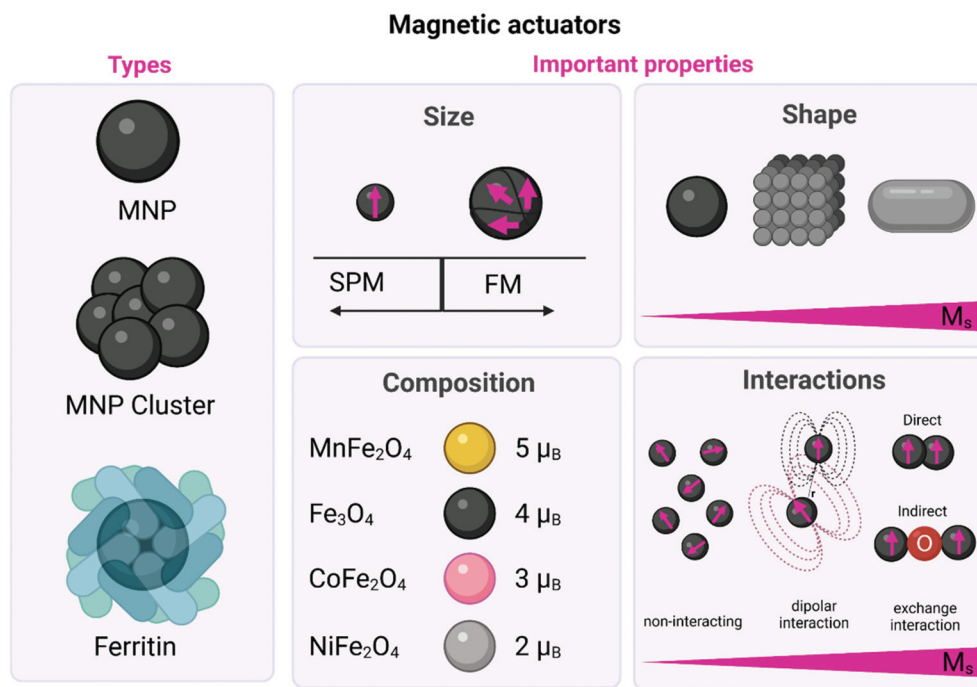 Magnetic actuators
Types
MNP
MNP Cluster
Ferritin
Important properties
Size
SPM
FM
Shape
Mₛ
Composition
MnFe₂O₄ 5 μB
Fe₃O₄ 4 μB
CoFe₂O₄ 3 μB
NiFe₂O₄ 2 μB
Interactions
r
Direct
Indirect
O
non-interacting
dipolar
interaction
exchange
interaction
Mₛ